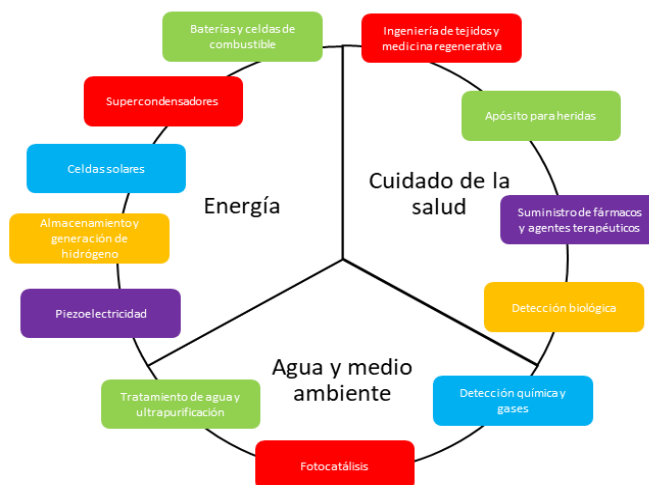 Baterías y celdas de
combustible
Ingeniería de tejidos y
medicina regenerativa
Supercondensadores
Apósito para heridas
Celdas solares
Cuidado de la
salud
Energía
Almacenamiento y
generación de
hidrógeno
Suministro de fármacos
y agentes terapéuticos
Piezoelectricidad
Detección biológica
Agua y medio
ambiente
Tratamiento de agua y
ultrapurificación
Detección química y
gases
Fotocatálisis